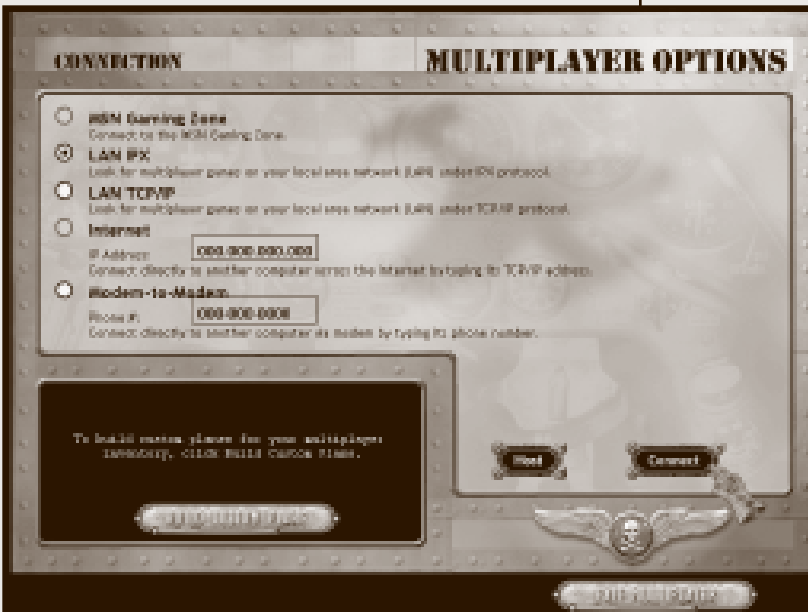 CONNECTION
MULTIPLAYER OPTIONS
MSN Gaming Zone
Connect to the MSN Gaming Zone.
LAN IPX
Look for multiplayer games on your local area network (LAN) under IPX protocol.
LAN TCP/IP
Look for multiplayer games on your local area network (LAN) under TCP/IP protocol.
Internet
IP Address:
000.000.000.000
Connect directly to another computer across the Internet by typing its TCP/IP address.
Modem-to-Modem
Phone #:
000-000-0000
Connect directly to another computer via modem by typing its phone number.
To build custom planes for your multiplayer
inventory, click Build Custom Plane.
Host
Connect